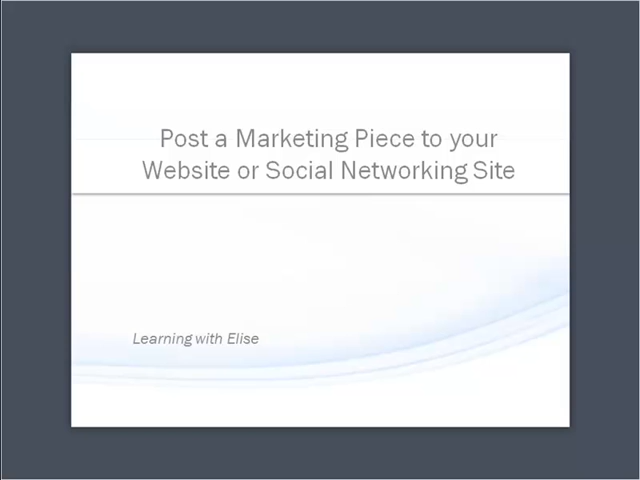 Post a Marketing Piece to your
Website or Social Networking Site
Learning with Elise